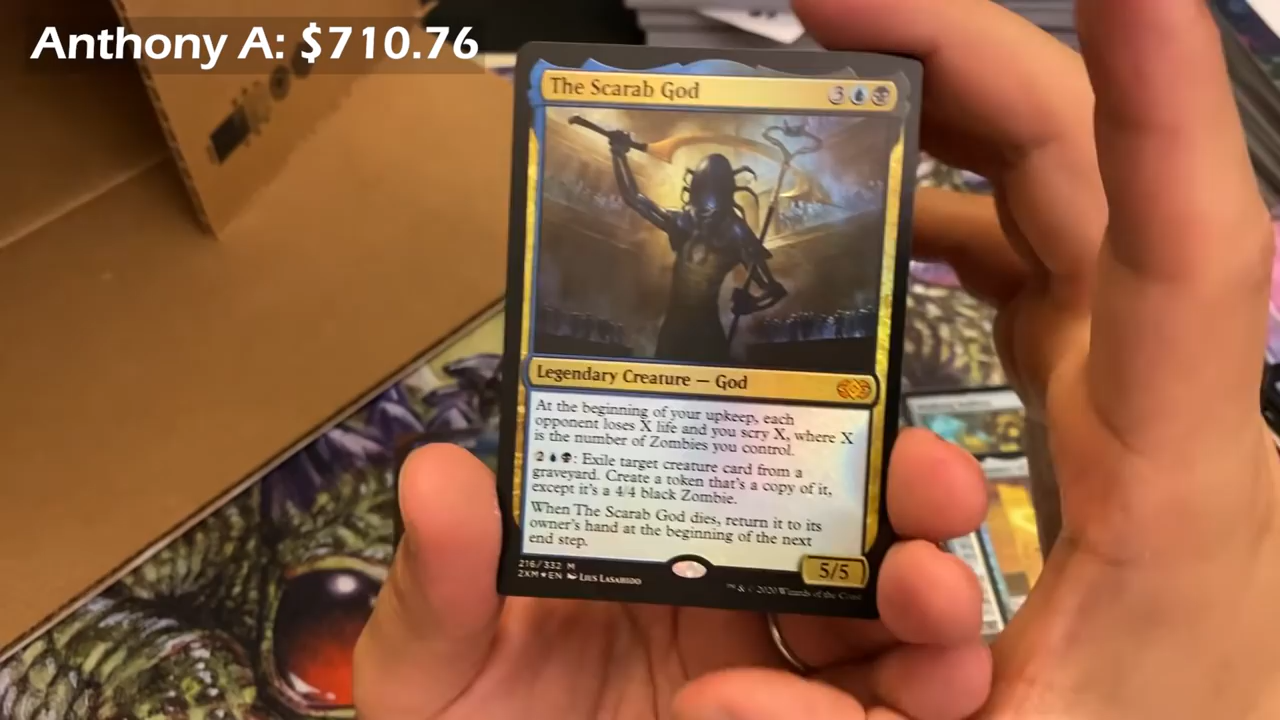 Anthony A: $710.76
The Scarab God
3
Legendary Creature — God
At the beginning of your upkeep, each
opponent loses X life and you scry X, where X
is the number of Zombies you control.
2 : Exile target creature card from a
graveyard. Create a token that's a copy of it,
except it's a 4/4 black Zombie.
When The Scarab God dies, return it to its
owner's hand at the beginning of the next
end step.
5/5
216/332 M
2XM★EN Lius Lasahido
™ & © 2020 Wizards of the Coast